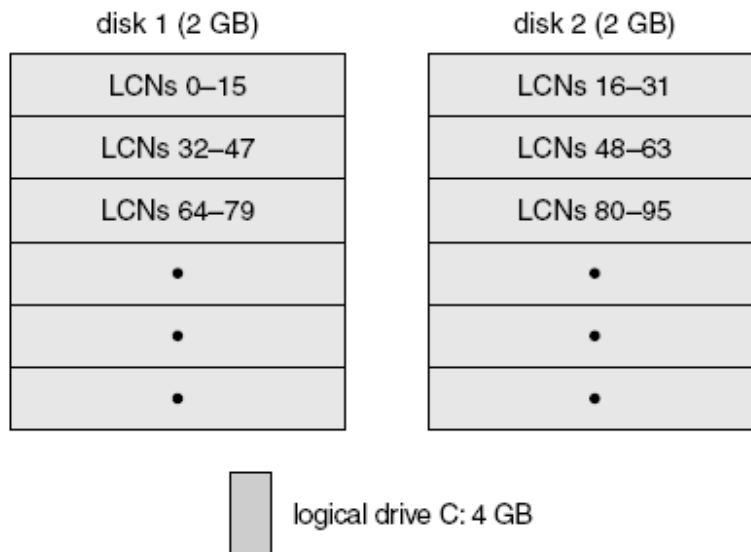 disk 1 (2 GB) disk 2 (2 GB)
LCNs 0–15 LCNs 16–31
LCNs 32–47 LCNs 48–63
LCNs 64–79 LCNs 80–95
• •
• •
• •
logical drive C: 4 GB